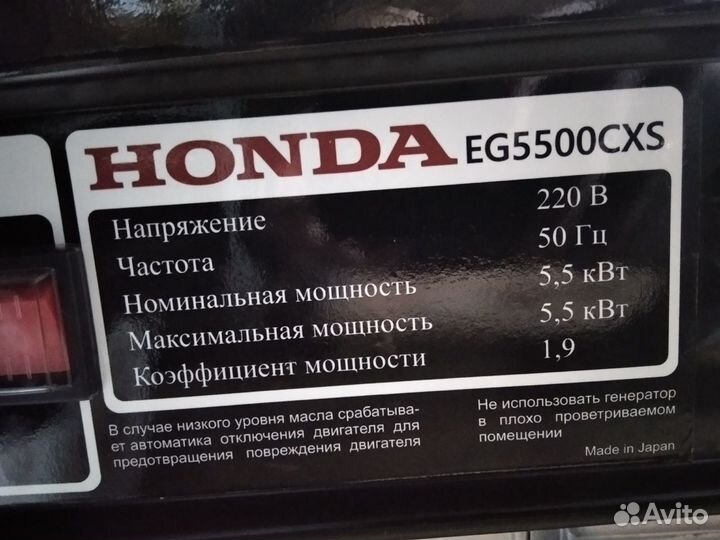 HONDA EG5500CXS
Напряжение 220 В
Частота 50 Гц
Номинальная мощность 5,5 кВт
Максимальная мощность 5,5 кВт
Коэффициент мощности 1,9
В случае низкого уровня масла срабатыва-
ет автоматика отключения двигателя для
предотвращения повреждения двигателя
Не использовать генератор
в плохо проветриваемом
помещении
Made in Japan
Avito